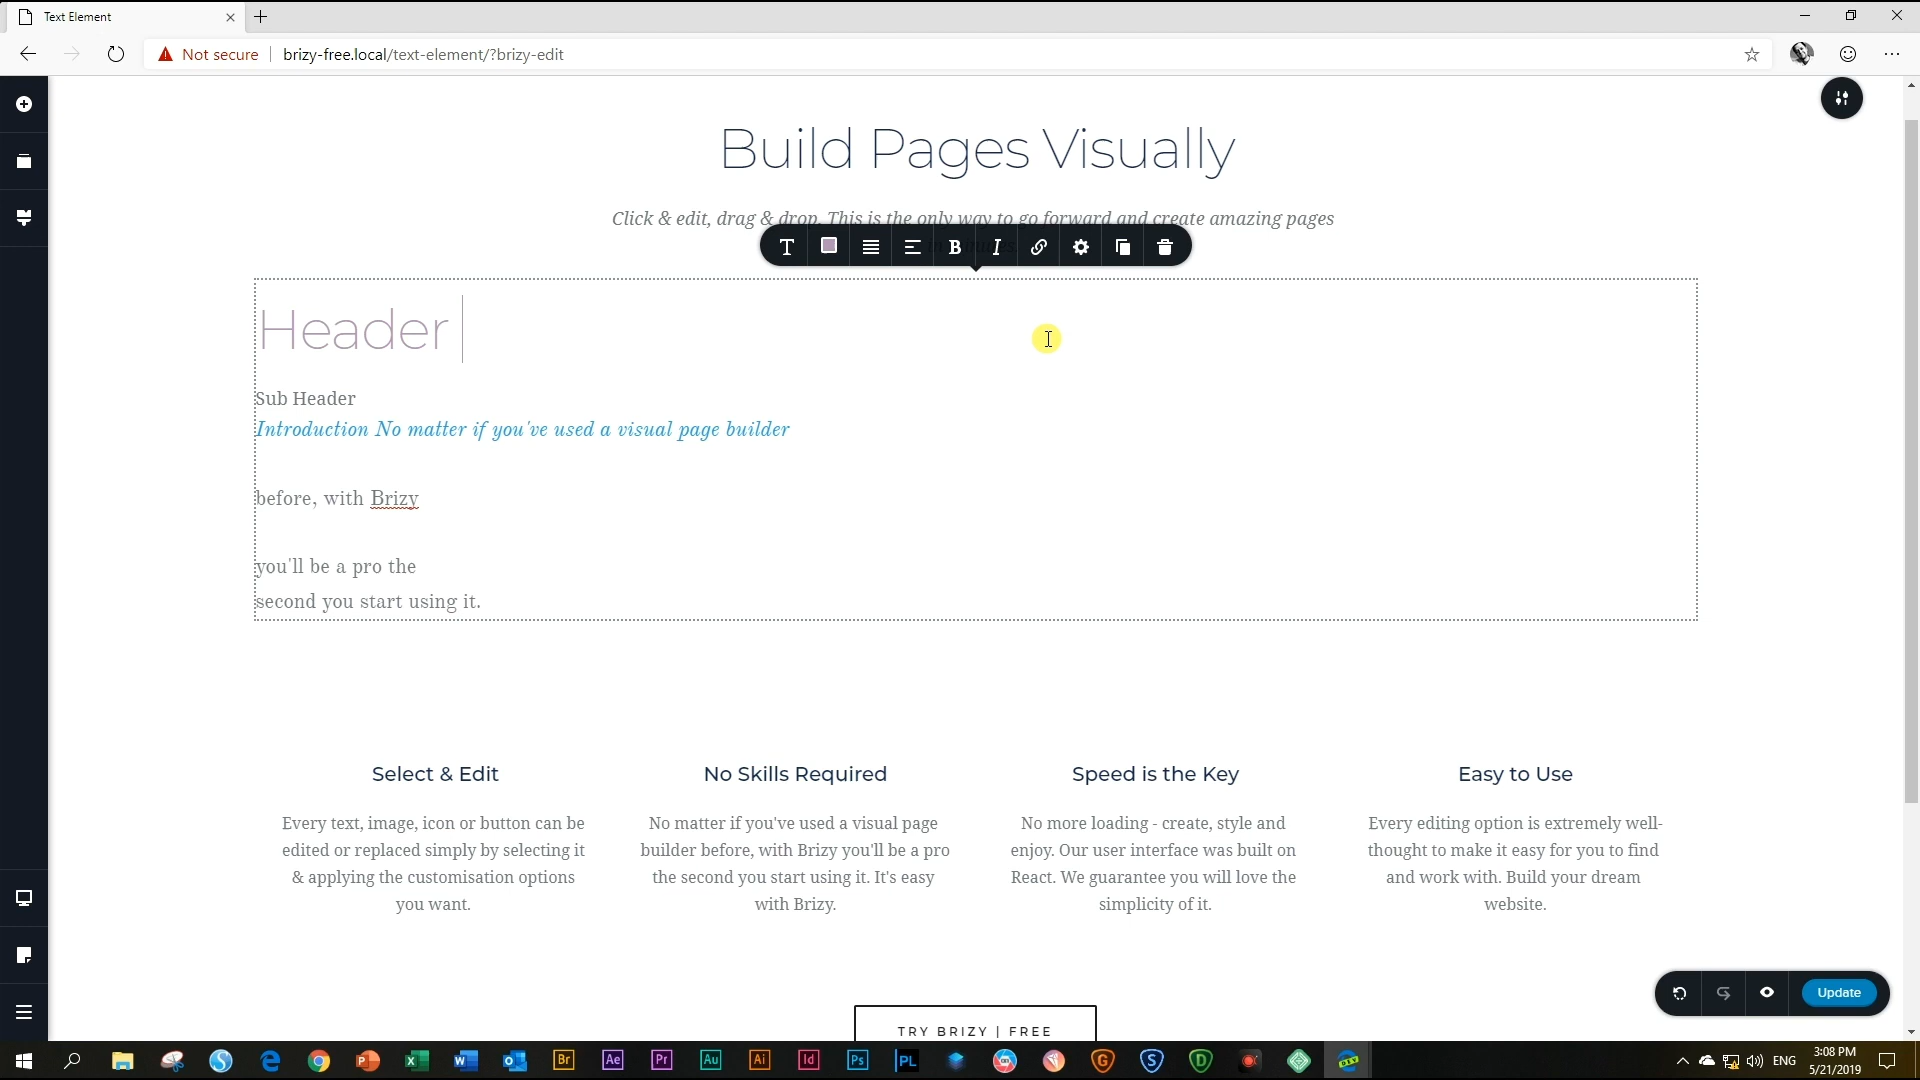 Text Element
Not secure
brizy-free.local/text-element/?brizy-edit
Build Pages Visually
Click & edit, drag & drop. This is the only way to go forward and create amazing pages
T B I
Header
Sub Header
Introduction No matter if you've used a visual page builder
before, with Brizy
you'll be a pro the
second you start using it.
Select & Edit
Every text, image, icon or button can be
edited or replaced simply by selecting it
& applying the customisation options
you want.
No Skills Required
No matter if you've used a visual page
builder before, with Brizy you'll be a pro
the second you start using it. It's easy
with Brizy.
Speed is the Key
No more loading - create, style and
enjoy. Our user interface was built on
React. We guarantee you will love the
simplicity of it.
Easy to Use
Every editing option is extremely well-
thought to make it easy for you to find
and work with. Build your dream
website.
Update
TRY BRIZY | FREE
Br Ae Pr Au Ai Id Ps PL
ENG
3:08 PM
5/21/2019